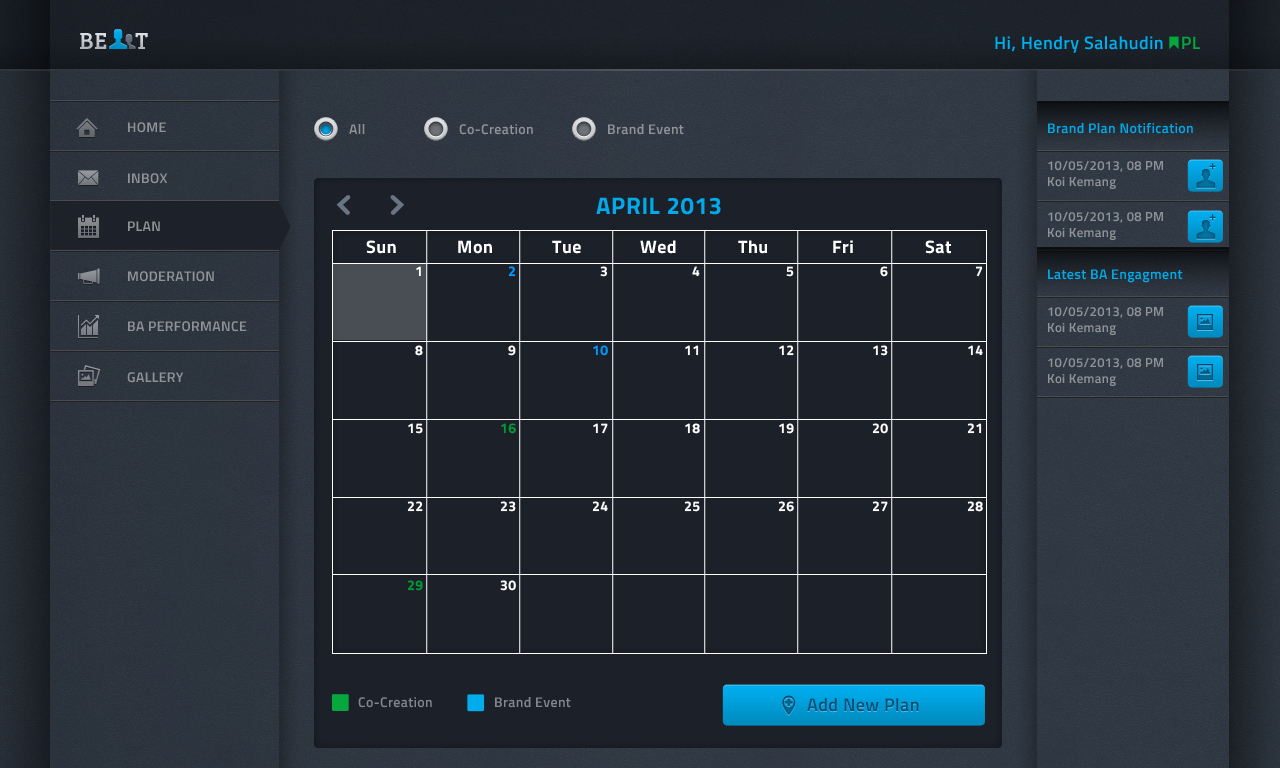 BE T
Hi, Hendry Salahudin PL
HOME
INBOX
PLAN
MODERATION
BA PERFORMANCE
GALLERY
All Co-Creation Brand Event
APRIL 2013
Sun Mon Tue Wed Thu Fri Sat
1 2 3 4 5 6 7
8 9 10 11 12 13 14
15 16 17 18 19 20 21
22 23 24 25 26 27 28
29 30
Co-Creation Brand Event
Add New Plan
Brand Plan Notification
10/05/2013, 08 PM
Koi Kemang
10/05/2013, 08 PM
Koi Kemang
Latest BA Engagment
10/05/2013, 08 PM
Koi Kemang
10/05/2013, 08 PM
Koi Kemang